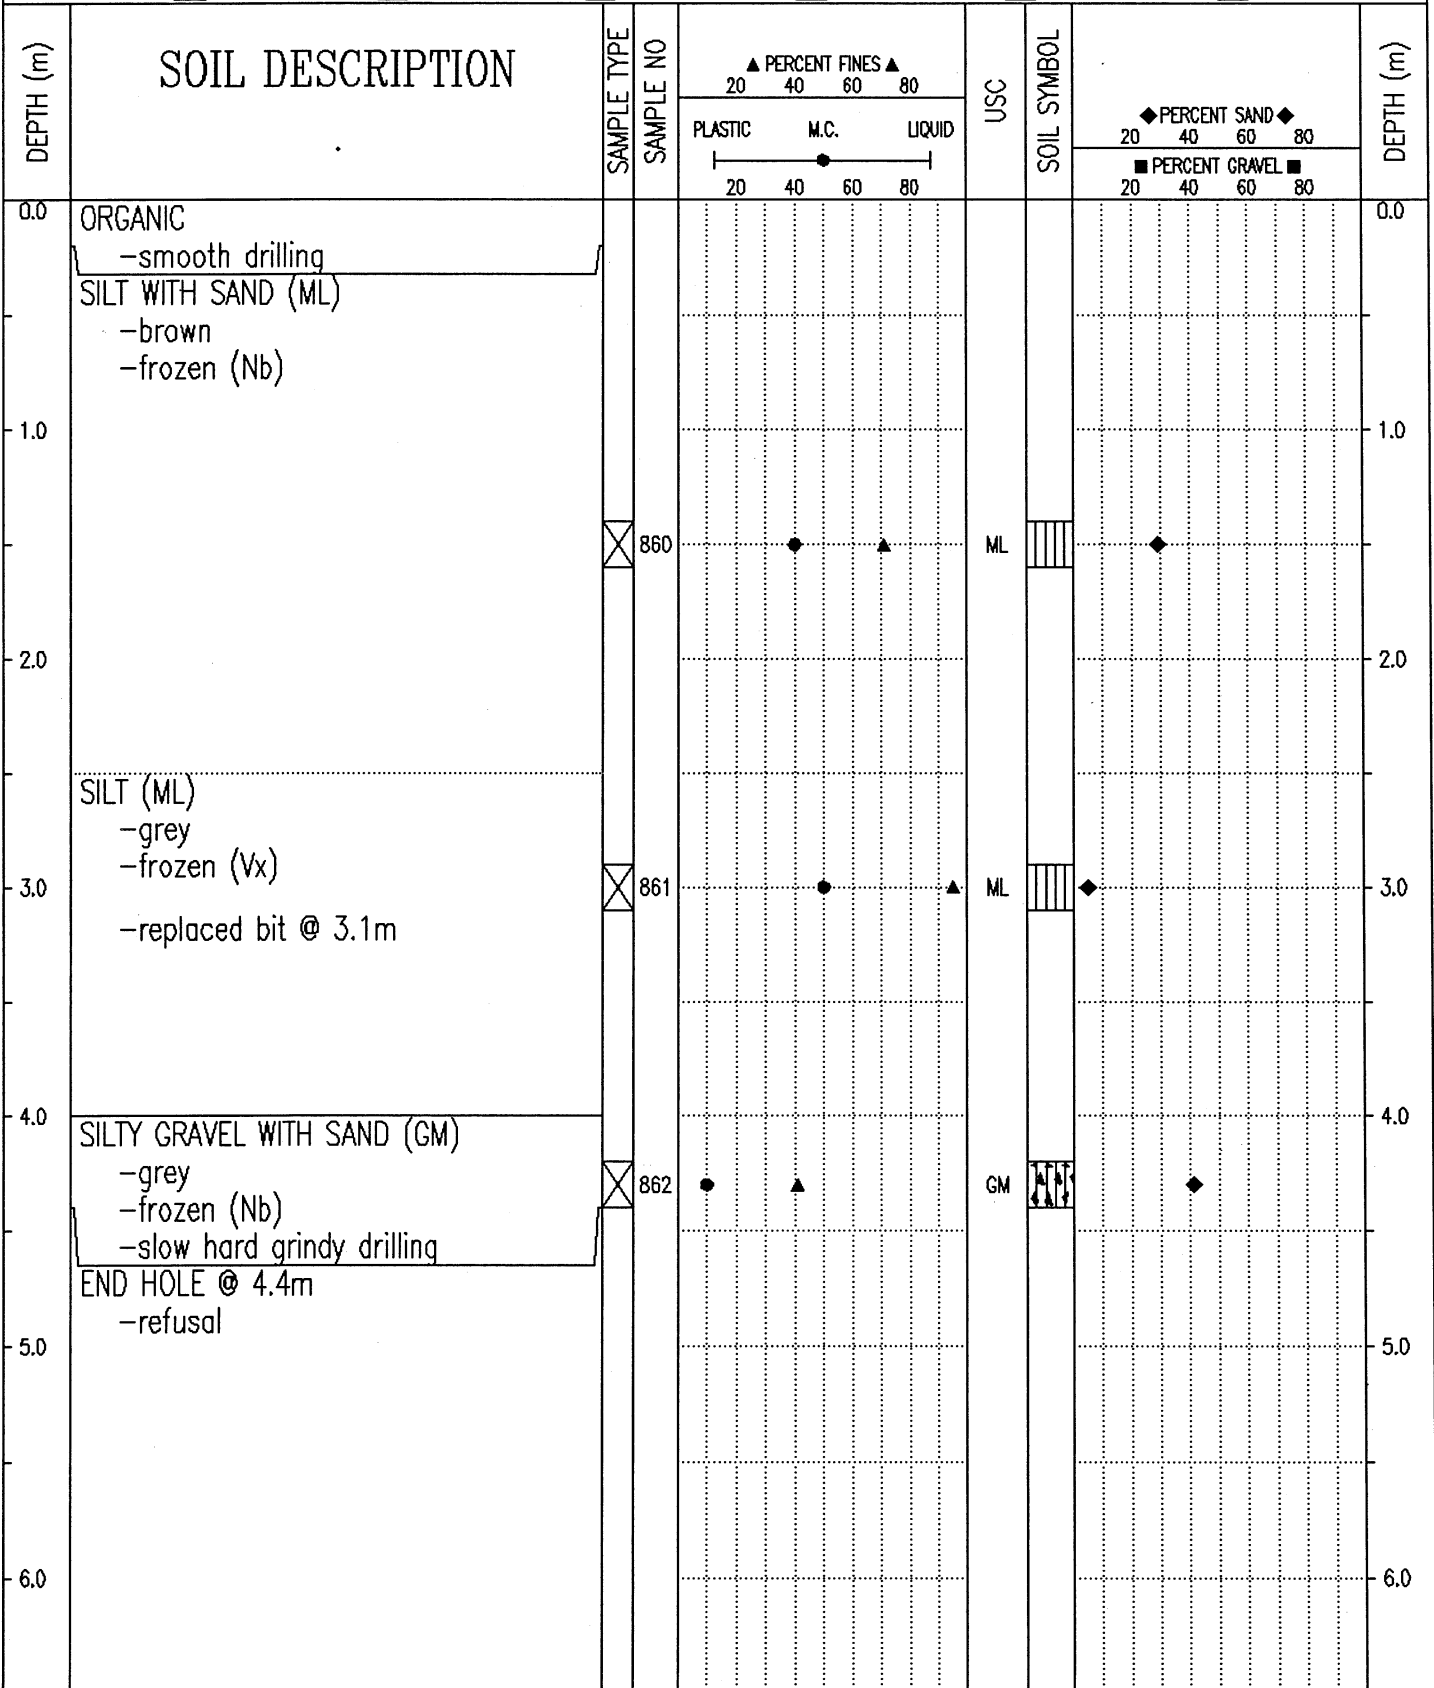 DEPTH (m)
SOIL DESCRIPTION
SAMPLE TYPE
SAMPLE NO
▲ PERCENT FINES ▲
20 40 60 80
PLASTIC M.C. LIQUID
20 40 60 80
USC
SOIL SYMBOL
◆ PERCENT SAND ◆
20 40 60 80
■ PERCENT GRAVEL ■
20 40 60 80
DEPTH (m)
0.0 ORGANIC 0.0
-smooth drilling
SILT WITH SAND (ML)
-brown
-frozen (Nb)
1.0 1.0
860 ML
2.0 2.0
SILT (ML)
-grey
-frozen (Vx)
3.0 861 ML 3.0
-replaced bit @ 3.1m
4.0 4.0
SILTY GRAVEL WITH SAND (GM)
-grey 862 GM
-frozen (Nb)
-slow hard grindy drilling
END HOLE @ 4.4m
-refusal
5.0 5.0
6.0 6.0